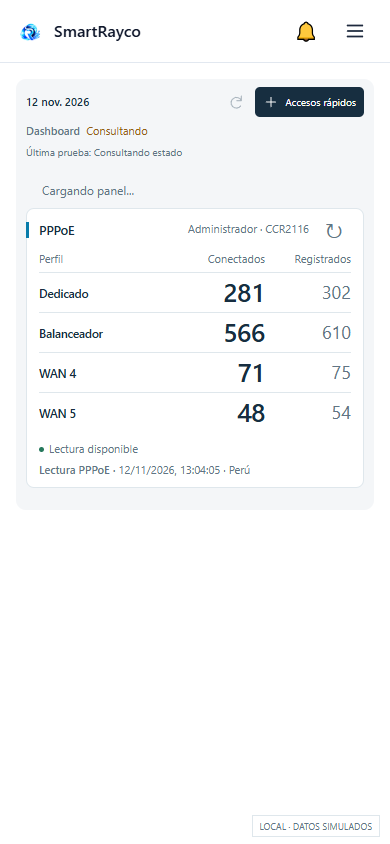 SmartRayco
12 nov. 2026
Accesos rápidos
Dashboard Consultando
Última prueba: Consultando estado
Cargando panel...
PPPoE Administrador · CCR2116
Perfil Conectados Registrados
Dedicado 281 302
Balanceador 566 610
WAN 4 71 75
WAN 5 48 54
Lectura disponible
Lectura PPPoE · 12/11/2026, 13:04:05 · Perú
LOCAL · DATOS SIMULADOS